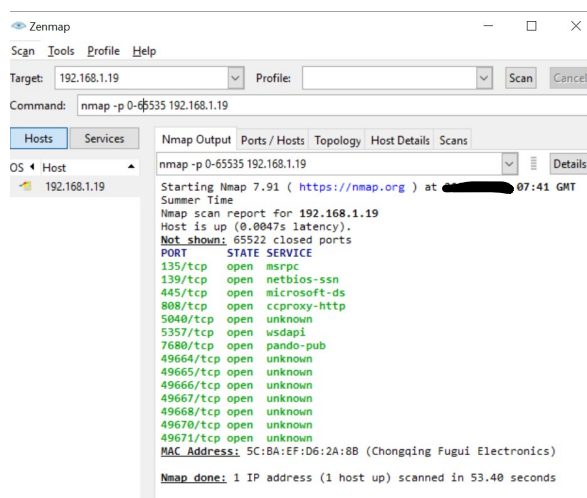 Zenmap
Scan Tools Profile Help
Target: 192.168.1.19 Profile: Scan Cancel
Command: nmap -p 0-65535 192.168.1.19
Hosts Services Nmap Output Ports / Hosts Topology Host Details Scans
OS Host nmap -p 0-65535 192.168.1.19 Details
192.168.1.19
Starting Nmap 7.91 ( https://nmap.org ) at 07:41 GMT
Summer Time
Nmap scan report for 192.168.1.19
Host is up (0.0047s latency).
Not shown: 65522 closed ports
PORT STATE SERVICE
135/tcp open msrpc
139/tcp open netbios-ssn
445/tcp open microsoft-ds
808/tcp open ccproxy-http
5040/tcp open unknown
5357/tcp open wsdapi
7680/tcp open pando-pub
49664/tcp open unknown
49665/tcp open unknown
49666/tcp open unknown
49667/tcp open unknown
49668/tcp open unknown
49670/tcp open unknown
49671/tcp open unknown
MAC Address: 5C:BA:EF:D6:2A:8B (Chongqing Fugui Electronics)
Nmap done: 1 IP address (1 host up) scanned in 53.40 seconds